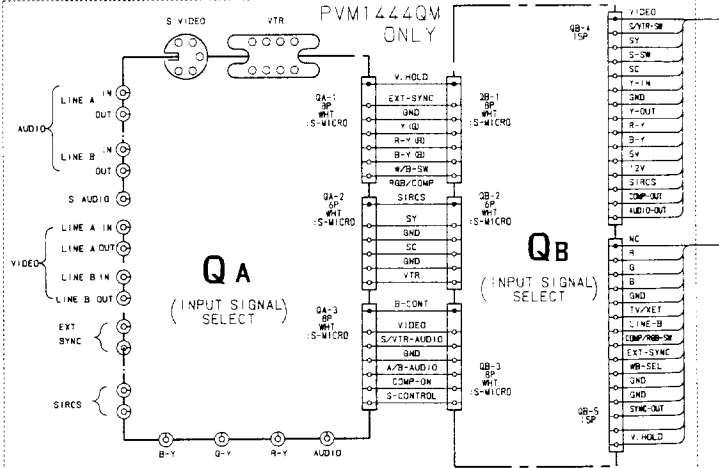 S VIDEO
VTR
PVM1444QM
ONLY
AUDIO
LINE A IN
OUT
LINE B IN
OUT
S AUDIO
VIDEO
LINE A IN
LINE A OUT
LINE B IN
LINE B OUT
EXT
SYNC
SIRCS
B-Y
R-Y
AUDIO
QA
(INPUT SIGNAL)
SELECT
QA-1
8P
WHT
:S-MICRO
V.HOLD
EXT-SYNC
GND
Y (G)
R-Y (R)
B-Y (B)
W/B-SW
RGB/COMP
QA-2
6P
WHT
:S-MICRO
SIRCS
SY
GND
SC
GND
VTR
QA-3
8P
WHT
:S-MICRO
B-CONT
VIDEO
S/VTR-AUDIO
GND
A/B-AUDIO
COMP-ON
S-CONTROL
QB-1
8P
WHT
:S-MICRO
QB-2
6P
WHT
:S-MICRO
QB-3
8P
WHT
:S-MICRO
QB
(INPUT SIGNAL)
SELECT
QB-4
15P
VIDEO
S/VTR-SW
SY
S-SW
SC
Y-IN
GND
Y-OUT
R-Y
B-Y
5V
12V
SIRCS
COMP-OUT
AUDIO-OUT
QB-5
15P
NC
R
G
B
GND
LINE-B
COMP/RGB-SW
EXT-SYNC
WB-SEL
GND
GND
SYNC-OUT
V.HOLD